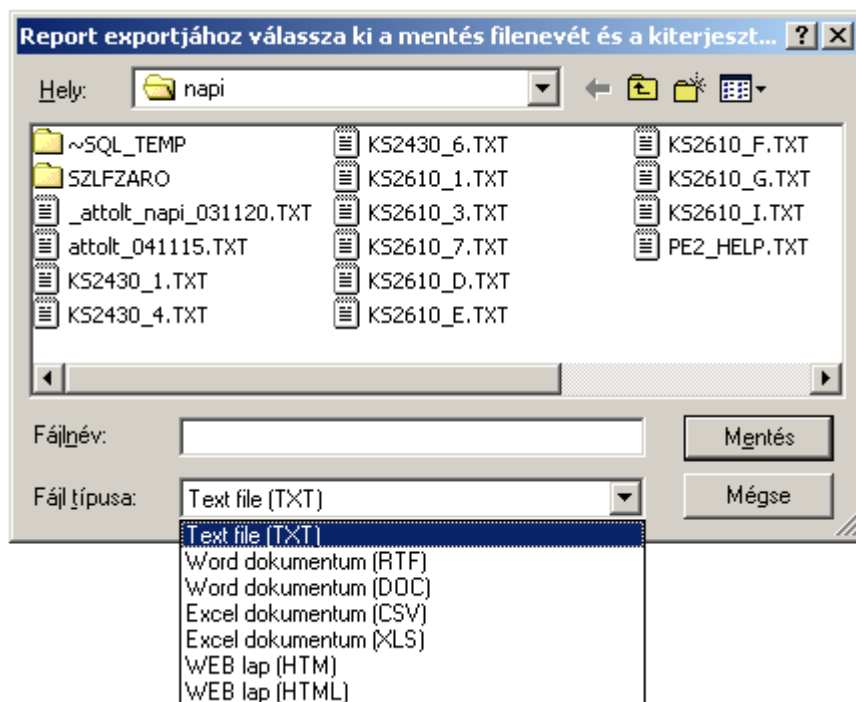 Report exportjához válassza ki a mentés filenevét és a kiterjeszt...
Hely: napi
~SQL_TEMP
SZLFZARO
_attolt_napi_031120.TXT
attolt_041115.TXT
KS2430_1.TXT
KS2430_4.TXT
KS2430_6.TXT
KS2610_1.TXT
KS2610_3.TXT
KS2610_7.TXT
KS2610_D.TXT
KS2610_E.TXT
KS2610_F.TXT
KS2610_G.TXT
KS2610_I.TXT
PE2_HELP.TXT
Fájlnév:
Mentés
Fájl típusa: Text file (TXT)
Mégse
Text file (TXT)
Word dokumentum (RTF)
Word dokumentum (DOC)
Excel dokumentum (CSV)
Excel dokumentum (XLS)
WEB lap (HTM)
WEB lap (HTML)